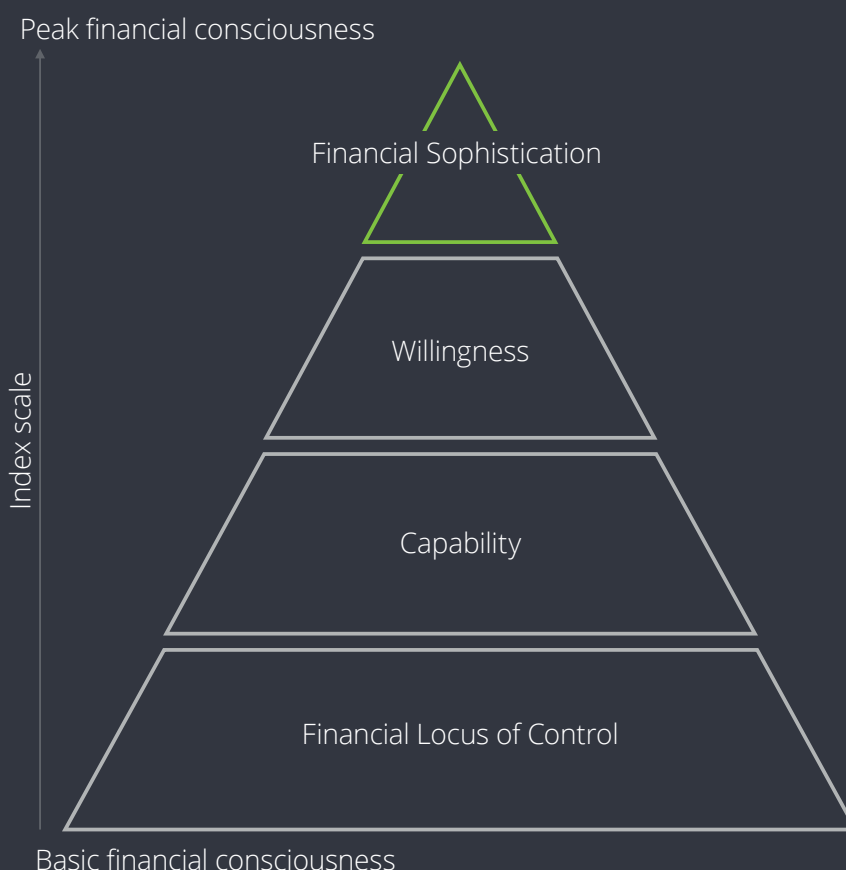 Peak financial consciousness
Financial Sophistication
Willingness
Index scale
Capability
Financial Locus of Control
Basic financial consciousness